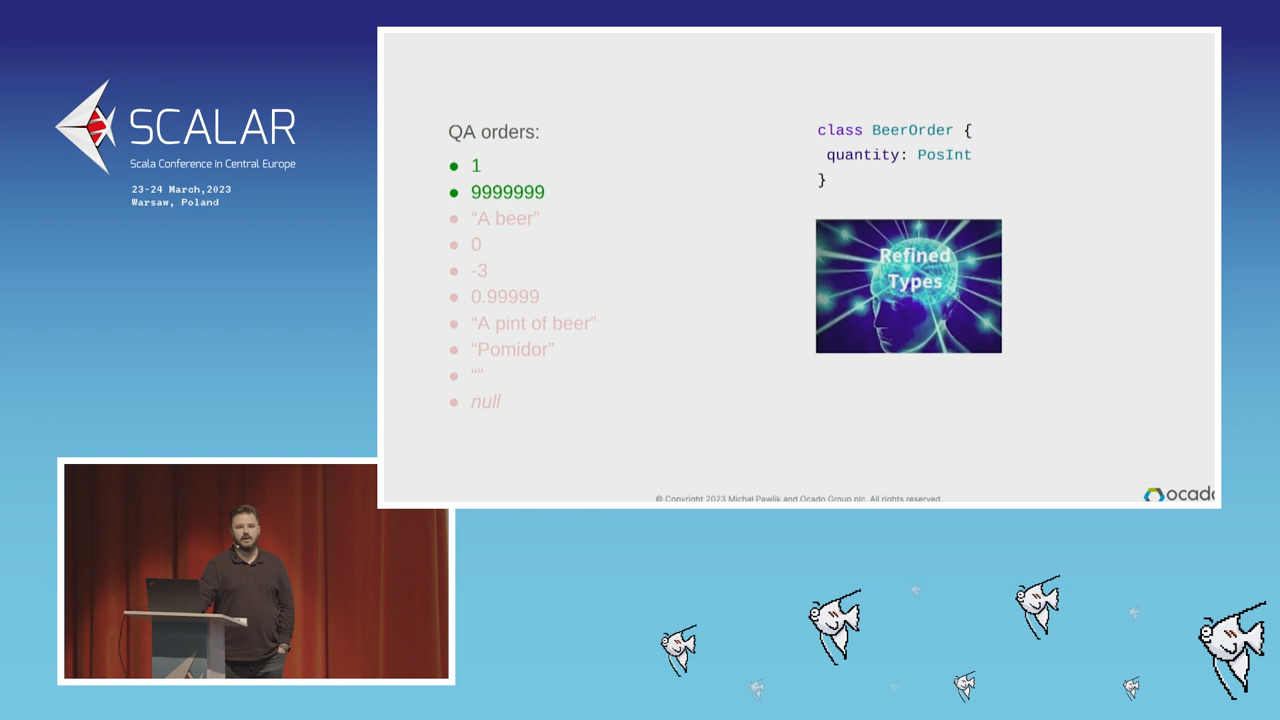 SCALAR
Scala Conference in Central Europe
23-24 March,2023
Warsaw, Poland
QA orders:
● 1
● 9999999
● “A beer”
● 0
● -3
● 0.99999
● “A pint of beer”
● “Pomidor”
● “”
● null
class BeerOrder {
quantity: PosInt
}
Refined
Types
© Copyright 2023 Michał Pawlik and Ocado Group plc. All rights reserved.
ocado